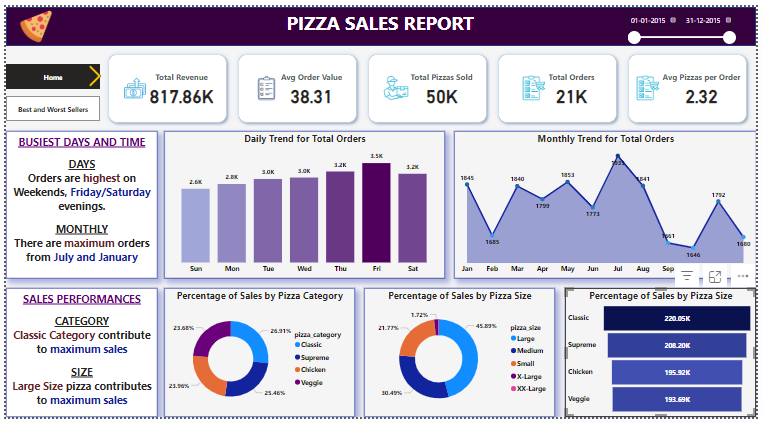 PIZZA SALES REPORT
01-01-2015 31-12-2015
Home
Best and Worst Sellers
Total Revenue
817.86K
Avg Order Value
38.31
Total Pizzas Sold
50K
Total Orders
21K
Avg Pizzas per Order
2.32
BUSIEST DAYS AND TIME
DAYS
Orders are highest on
Weekends, Friday/Saturday
evenings.
MONTHLY
There are maximum orders
from July and January
Daily Trend for Total Orders
2.6K 2.8K 3.0K 3.0K 3.2K 3.5K 3.2K
Sun Mon Tue Wed Thu Fri Sat
Monthly Trend for Total Orders
1845 1685 1840 1799 1853 1773 1935 1841 1661 1646 1792 1680
Jan Feb Mar Apr May Jun Jul Aug Sep
SALES PERFORMANCES
CATEGORY
Classic Category contribute
to maximum sales
SIZE
Large Size pizza contributes
to maximum sales
Percentage of Sales by Pizza Category
23.68% 26.91%
23.96% 25.46%
pizza_category
Classic
Supreme
Chicken
Veggie
Percentage of Sales by Pizza Size
1.72%
21.77% 45.89%
30.49%
pizza_size
Large
Medium
Small
X-Large
XX-Large
Percentage of Sales by Pizza Size
Classic 220.05K
Supreme 208.20K
Chicken 195.92K
Veggie 193.69K